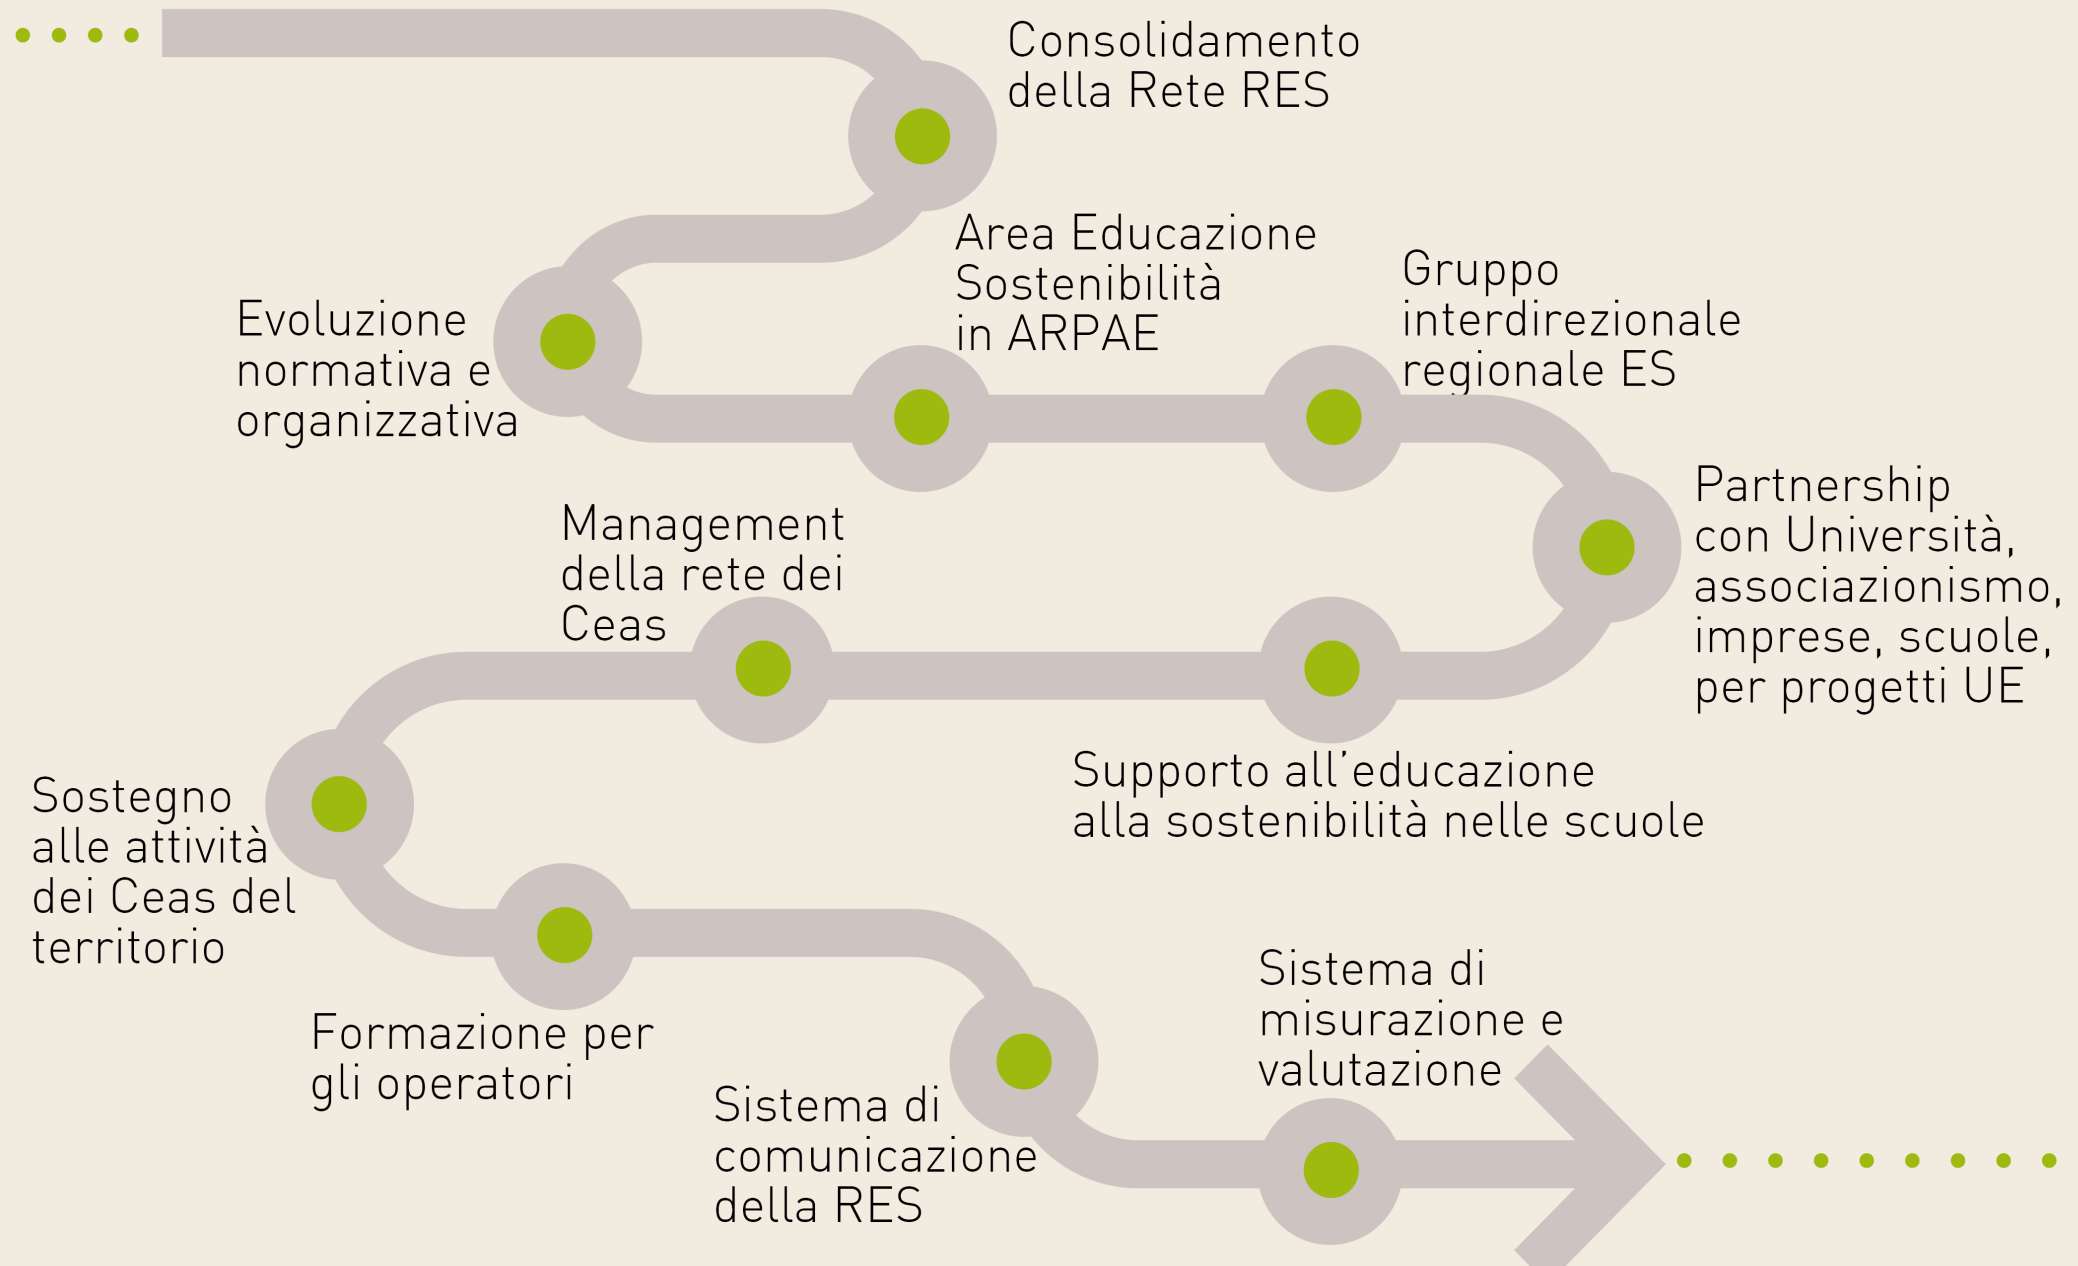 Consolidamento
della Rete RES
Evoluzione
normativa e
organizzativa
Area Educazione
Sostenibilità
in ARPAE
Gruppo
interdirezionale
regionale ES
Partnership
con Università,
associazionismo,
imprese, scuole,
per progetti UE
Supporto all'educazione
alla sostenibilità nelle scuole
Management
della rete dei
Ceas
Sostegno
alle attività
dei Ceas del
territorio
Formazione per
gli operatori
Sistema di
comunicazione
della RES
Sistema di
misurazione e
valutazione